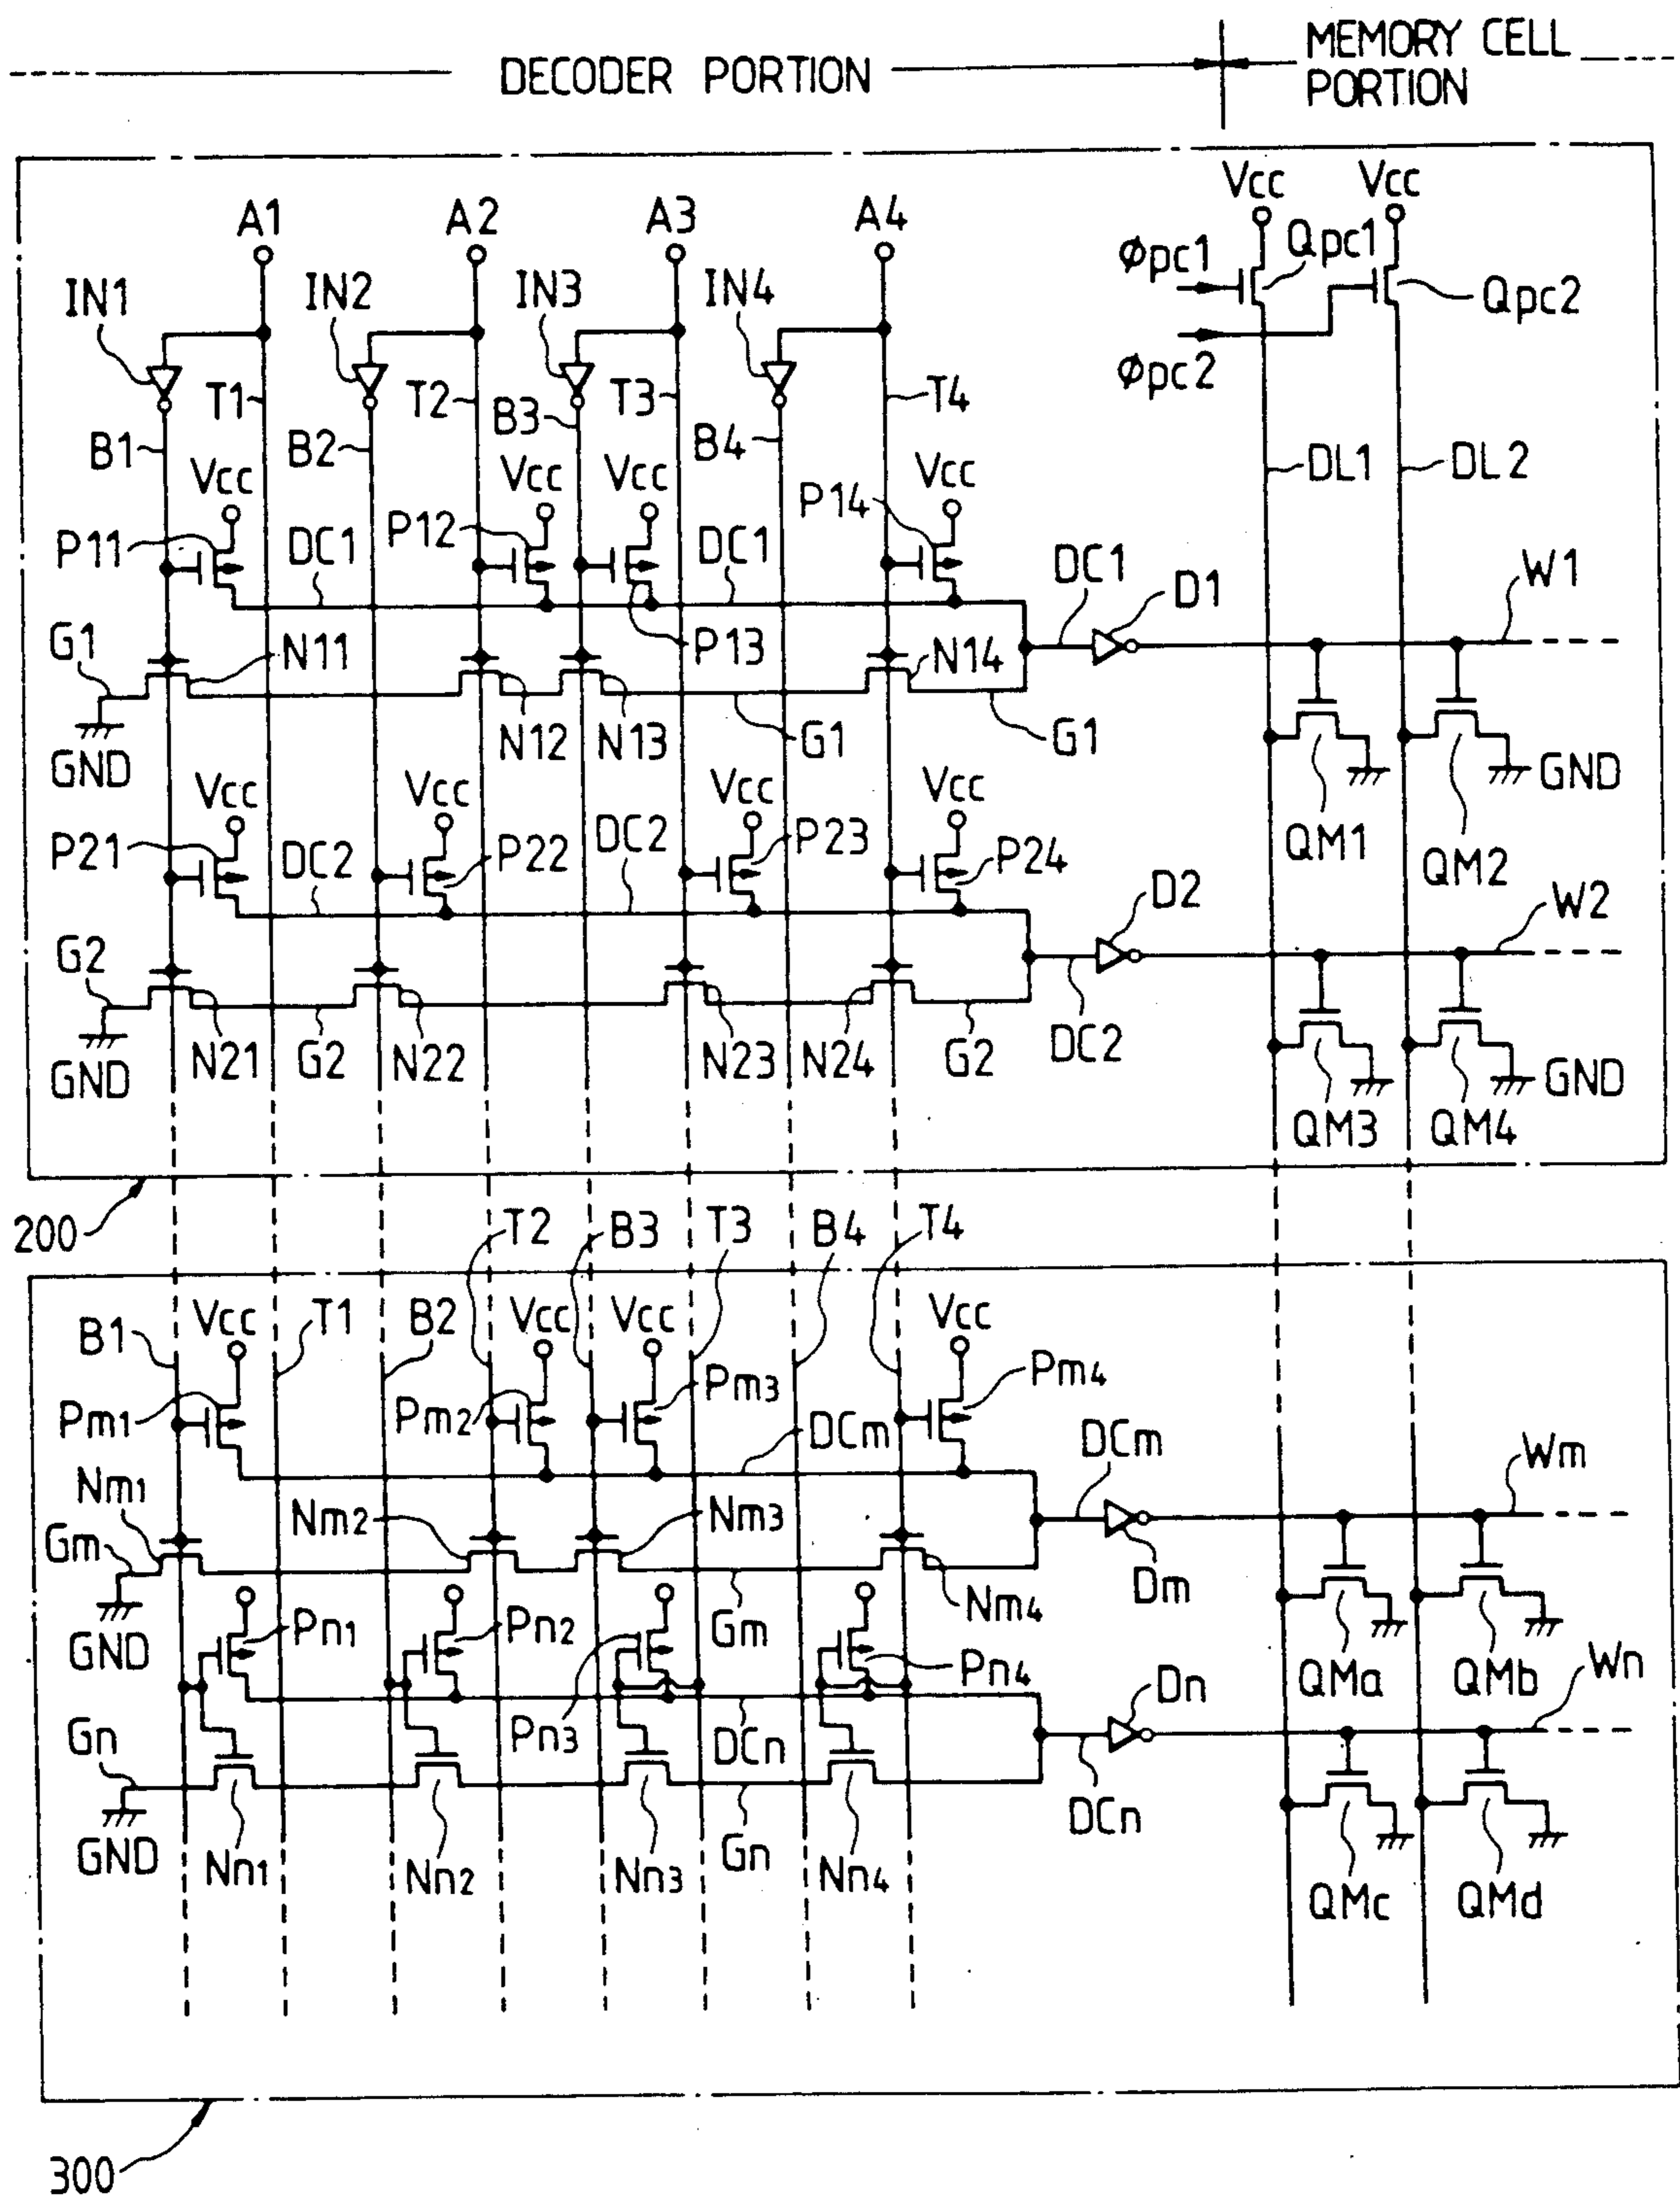 DECODER PORTION
MEMORY CELL
PORTION
A1 A2 A3 A4 Vcc Vcc
IN1 IN2 IN3 IN4 Φpc1 Qpc1 Qpc2
Φpc2
T1 T2 B3 T3 T4
B1 B2 B4 DL1 DL2
Vcc Vcc Vcc P14 Vcc
P11 DC1 P12 DC1 DC1 D1 W1
G1 N11 P13 N14
GND N12 N13 G1 G1 GND
Vcc Vcc Vcc Vcc
P21 DC2 P22 DC2 P23 P24 QM1 QM2
D2 W2
G2
GND N21 G2 N22 N23 N24 G2 DC2 GND
QM3 QM4
200
T2 B3 T3 B4 T4
B1 Vcc T1 B2 Vcc Vcc Vcc
Pm1 Pm2 Pm3 DCm Pm4
DCm Wm
Nm1 Nm2 Nm3
Gm Dm
GND Pn1 Pn2 Gm Nm4
Pn4 QMa QMb Wn
Pn3 DCn Dn
Gn
GND Nn1 Nn2 Nn3 Gn Nn4 DCn
QMc QMd
300